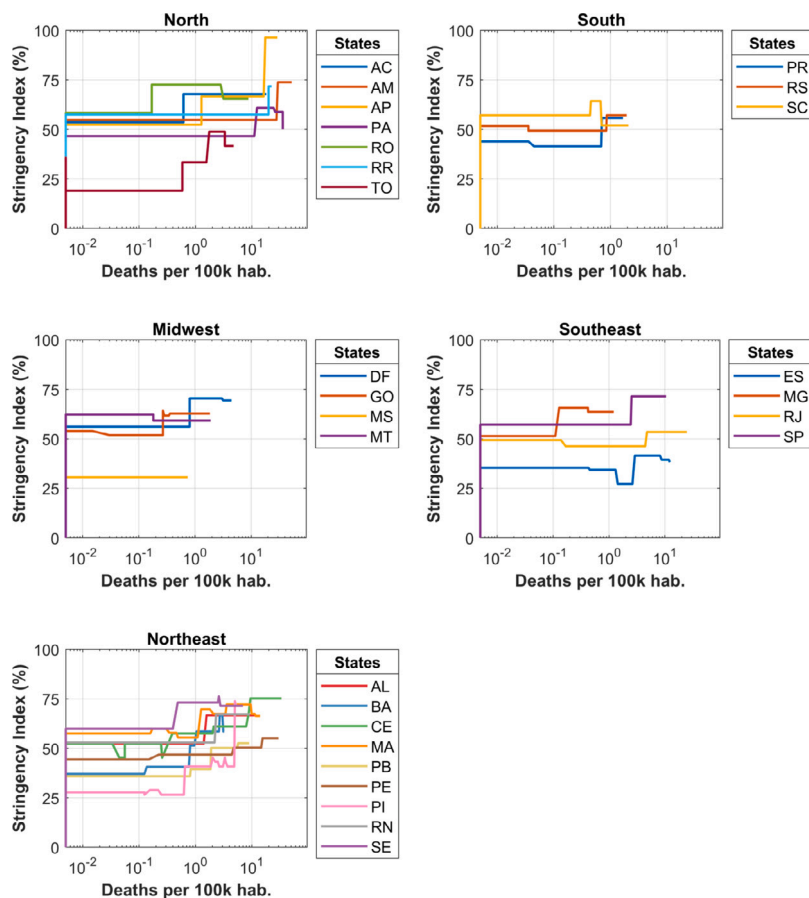 North
Stringency Index (%)
100
75
50
25
0
10^-2
10^-1
10^0
10^1
Deaths per 100k hab.
States
AC
AM
AP
PA
RO
RR
TO
South
Stringency Index (%)
100
75
50
25
0
10^-2
10^-1
10^0
10^1
Deaths per 100k hab.
States
PR
RS
SC
Midwest
Stringency Index (%)
100
75
50
25
0
10^-2
10^-1
10^0
10^1
Deaths per 100k hab.
States
DF
GO
MS
MT
Southeast
Stringency Index (%)
100
75
50
25
0
10^-2
10^-1
10^0
10^1
Deaths per 100k hab.
States
ES
MG
RJ
SP
Northeast
Stringency Index (%)
100
75
50
25
0
10^-2
10^-1
10^0
10^1
Deaths per 100k hab.
States
AL
BA
CE
MA
PB
PE
PI
RN
SE